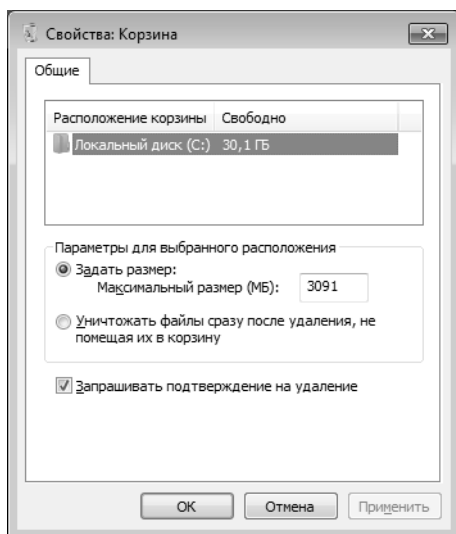 Свойства: Корзина
Общие
Расположение корзины Свободно
Локальный диск (C:) 30,1 ГБ
Параметры для выбранного расположения
Задать размер:
Максимальный размер (МБ): 3091
Уничтожать файлы сразу после удаления, не
помещая их в корзину
Запрашивать подтверждение на удаление
ОК Отмена Применить